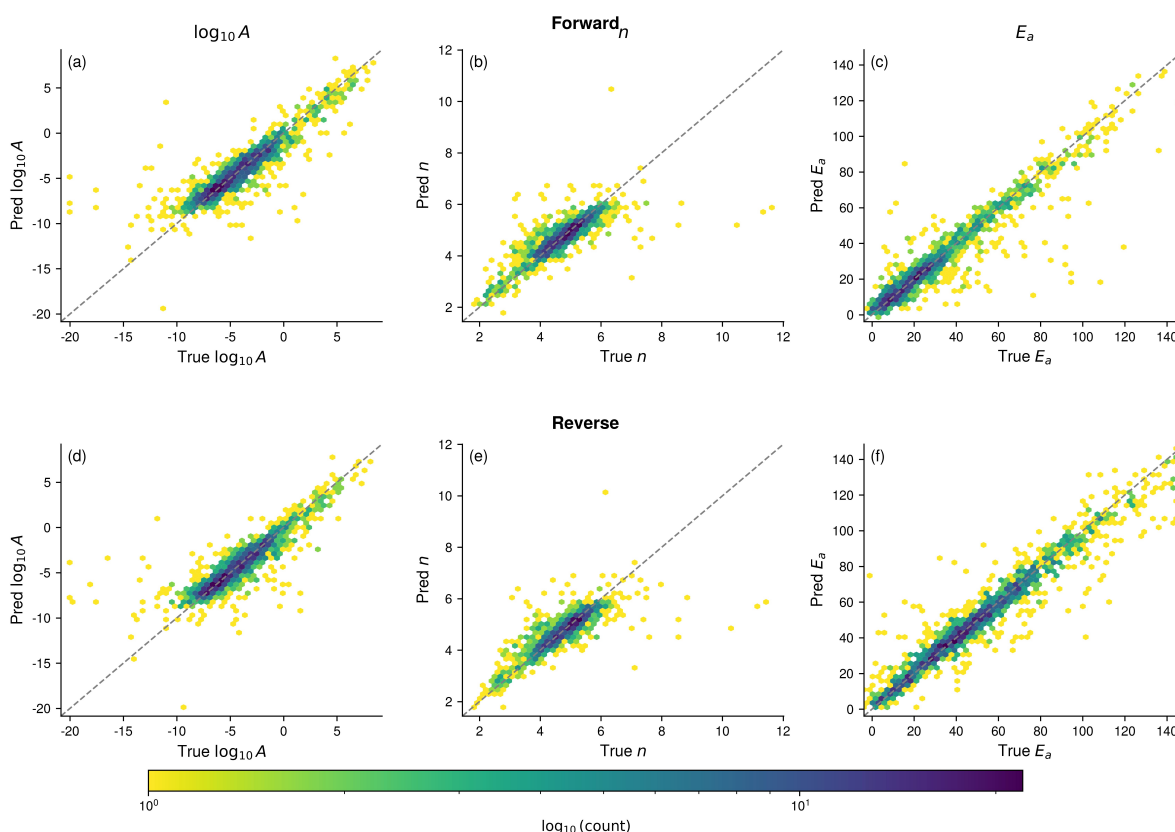 Forward
log₁₀ A
n
Eₐ
(a)
5
0
-5
-10
-15
-20
Pred log₁₀ A
-20 -15 -10 -5 0 5
True log₁₀ A
(b)
12
10
8
6
4
2
Pred n
2 4 6 8 10 12
True n
(c)
140
120
100
80
60
40
20
0
Pred Eₐ
0 20 40 60 80 100 120 140
True Eₐ
Reverse
(d)
5
0
-5
-10
-15
-20
Pred log₁₀ A
-20 -15 -10 -5 0 5
True log₁₀ A
(e)
12
10
8
6
4
2
Pred n
2 4 6 8 10 12
True n
(f)
140
120
100
80
60
40
20
0
Pred Eₐ
0 20 40 60 80 100 120 140
True Eₐ
10⁰ 10¹
log₁₀ (count)